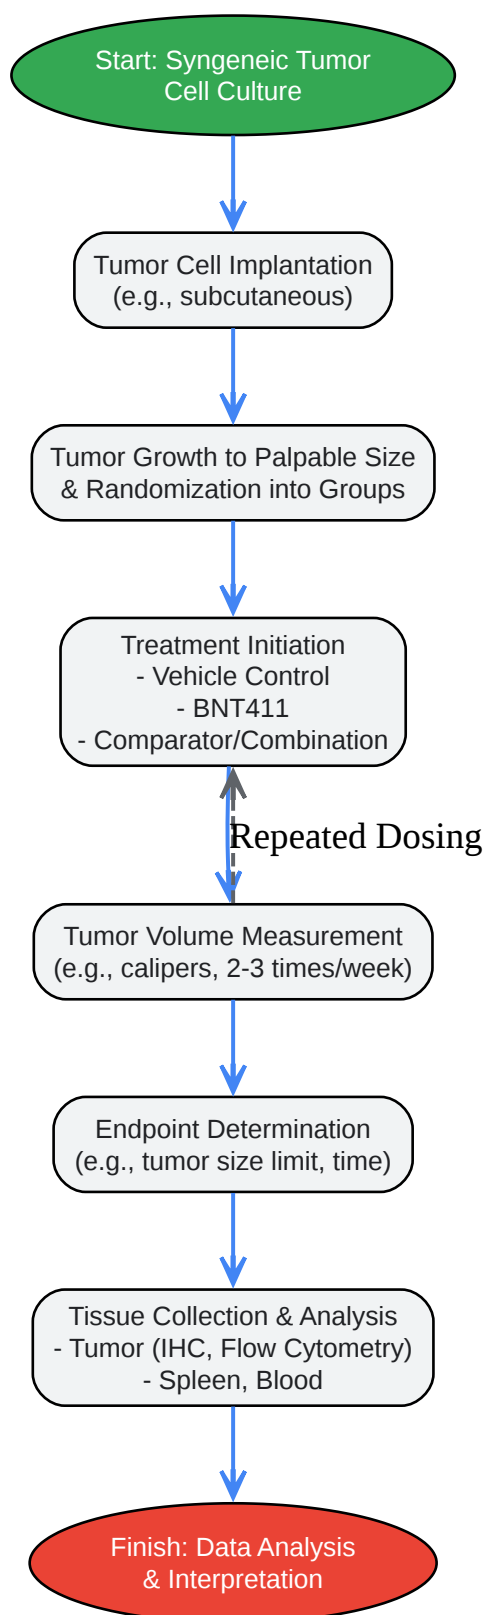 Start: Syngeneic Tumor
Cell Culture
Tumor Cell Implantation
(e.g., subcutaneous)
Tumor Growth to Palpable Size
& Randomization into Groups
Treatment Initiation
- Vehicle Control
- BNT411
- Comparator/Combination
Repeated Dosing
Tumor Volume Measurement
(e.g., calipers, 2-3 times/week)
Endpoint Determination
(e.g., tumor size limit, time)
Tissue Collection & Analysis
- Tumor (IHC, Flow Cytometry)
- Spleen, Blood
Finish: Data Analysis
& Interpretation